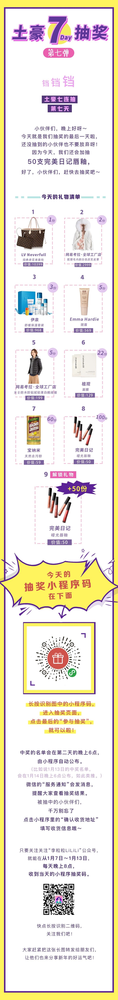 土豪7Day抽奖
第七弹
铛铛铛
土豪七连抽
第七天
小伙伴们，晚上好呀～
今天就是我们抽奖的最后一天啦，
还没抽到的小伙伴也不要放弃呀！
因为今天，我们还会加抽
50支完美日记唇釉，
好了，小伙伴们，赶快去抽奖吧～
今天的礼物清单
1
1份
LV Neverfull
经典老花单肩包
价值:10399
2
2份
网易考拉·全球工厂店
狐狸毛内胆白色派克皮草
价值:2999
3
3份
伊泉
舒缓保湿套装
价值:968
4
5份
Emma Hardie
颈霜
价值:569
5
5份
网易考拉·全球工厂店
女士防水防钻绒轻薄白鹅绒服
价值:199
6
22份
植观
面膜
价值:129
7
60份
BON
AMI
宝纳米
天然去污粉
价值:59
8
100份
完美日记
哑光唇釉
价值:50
9 解锁礼物
+50份
完美日记
哑光唇釉
价值:50
今天的
抽奖小程序码
在下面
长按识别图中的小程序码，
进入抽奖页面，
点击最后的“参与抽奖”，
就可以啦！
中奖的名单会在第二天的晚上6点，
由小程序自动公布。
（比如说1月13日的中奖名单，
会在1月14日晚上6点公布，如此类推。）
微信的“服务通知”会发消息，
提醒大家查看抽奖结果。
被抽中的小伙伴们，
千万别忘了
点击小程序里的“确认收货地址”
填写收货信息哦～
只要关注关注“李粒粒LiLiLi”公众号，
就能在从1月7日～1月13日，
每天晚上8点，
收到当天的小程序抽奖码。
快点长按识别二维码，
关注我们吧！
大家赶紧把这张长图转发给朋友们，
让他们也来分享新年的好运气吧！